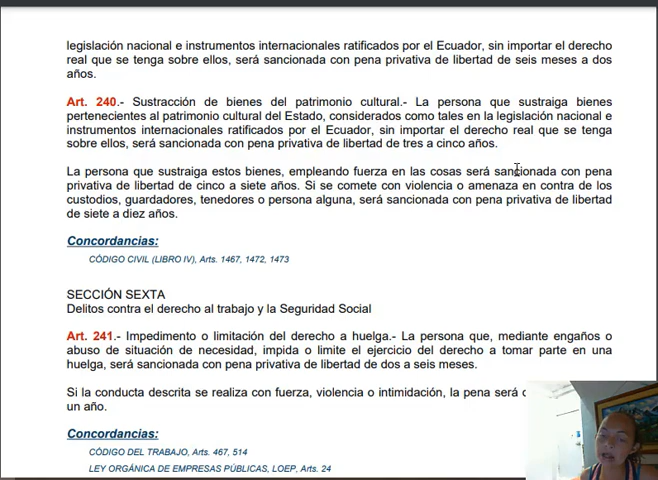 legislación nacional e instrumentos internacionales ratificados por el Ecuador, sin importar el derecho
real que se tenga sobre ellos, será sancionada con pena privativa de libertad de seis meses a dos
años.
Art. 240.- Sustracción de bienes del patrimonio cultural.- La persona que sustraiga bienes
pertenecientes al patrimonio cultural del Estado, considerados como tales en la legislación nacional e
instrumentos internacionales ratificados por el Ecuador, sin importar el derecho real que se tenga
sobre ellos, será sancionada con pena privativa de libertad de tres a cinco años.
La persona que sustraiga estos bienes, empleando fuerza en las cosas será sancionada con pena
privativa de libertad de cinco a siete años. Si se comete con violencia o amenaza en contra de los
custodios, guardadores, tenedores o persona alguna, será sancionada con pena privativa de libertad
de siete a diez años.
Concordancias:
CÓDIGO CIVIL (LIBRO IV), Arts. 1467, 1472, 1473
SECCIÓN SEXTA
Delitos contra el derecho al trabajo y la Seguridad Social
Art. 241.- Impedimento o limitación del derecho a huelga.- La persona que, mediante engaños o
abuso de situación de necesidad, impida o limite el ejercicio del derecho a tomar parte en una
huelga, será sancionada con pena privativa de libertad de dos a seis meses.
Si la conducta descrita se realiza con fuerza, violencia o intimidación, la pena será
un año.
Concordancias:
CÓDIGO DEL TRABAJO, Arts. 467, 514
LEY ORGÁNICA DE EMPRESAS PÚBLICAS, LOEP, Arts. 24